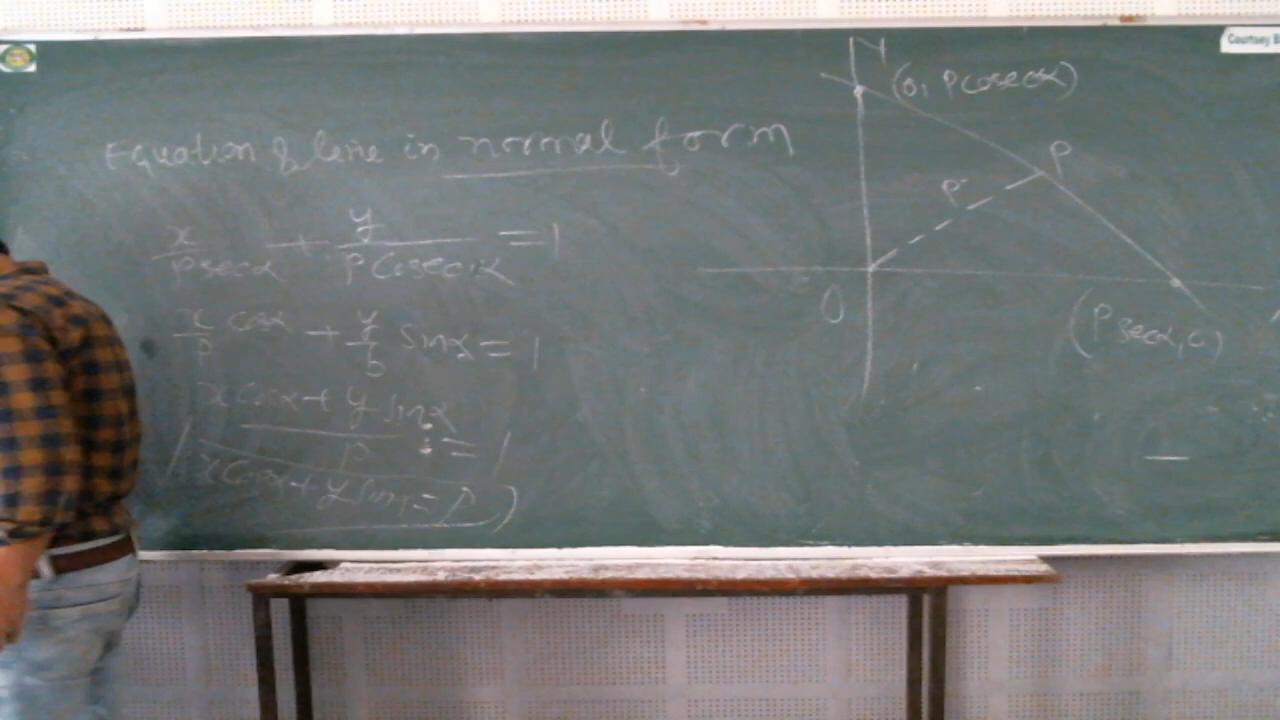 Equation of line in normal form
x/(p sec α) + y/(p cosec α) = 1
x/p cos α + y/p sin α = 1
(x cos α + y sin α)/p = 1
x cos α + y sin α = p
(0, P cosec α)
P
P
O
(P sec α, 0)
Courtsey B